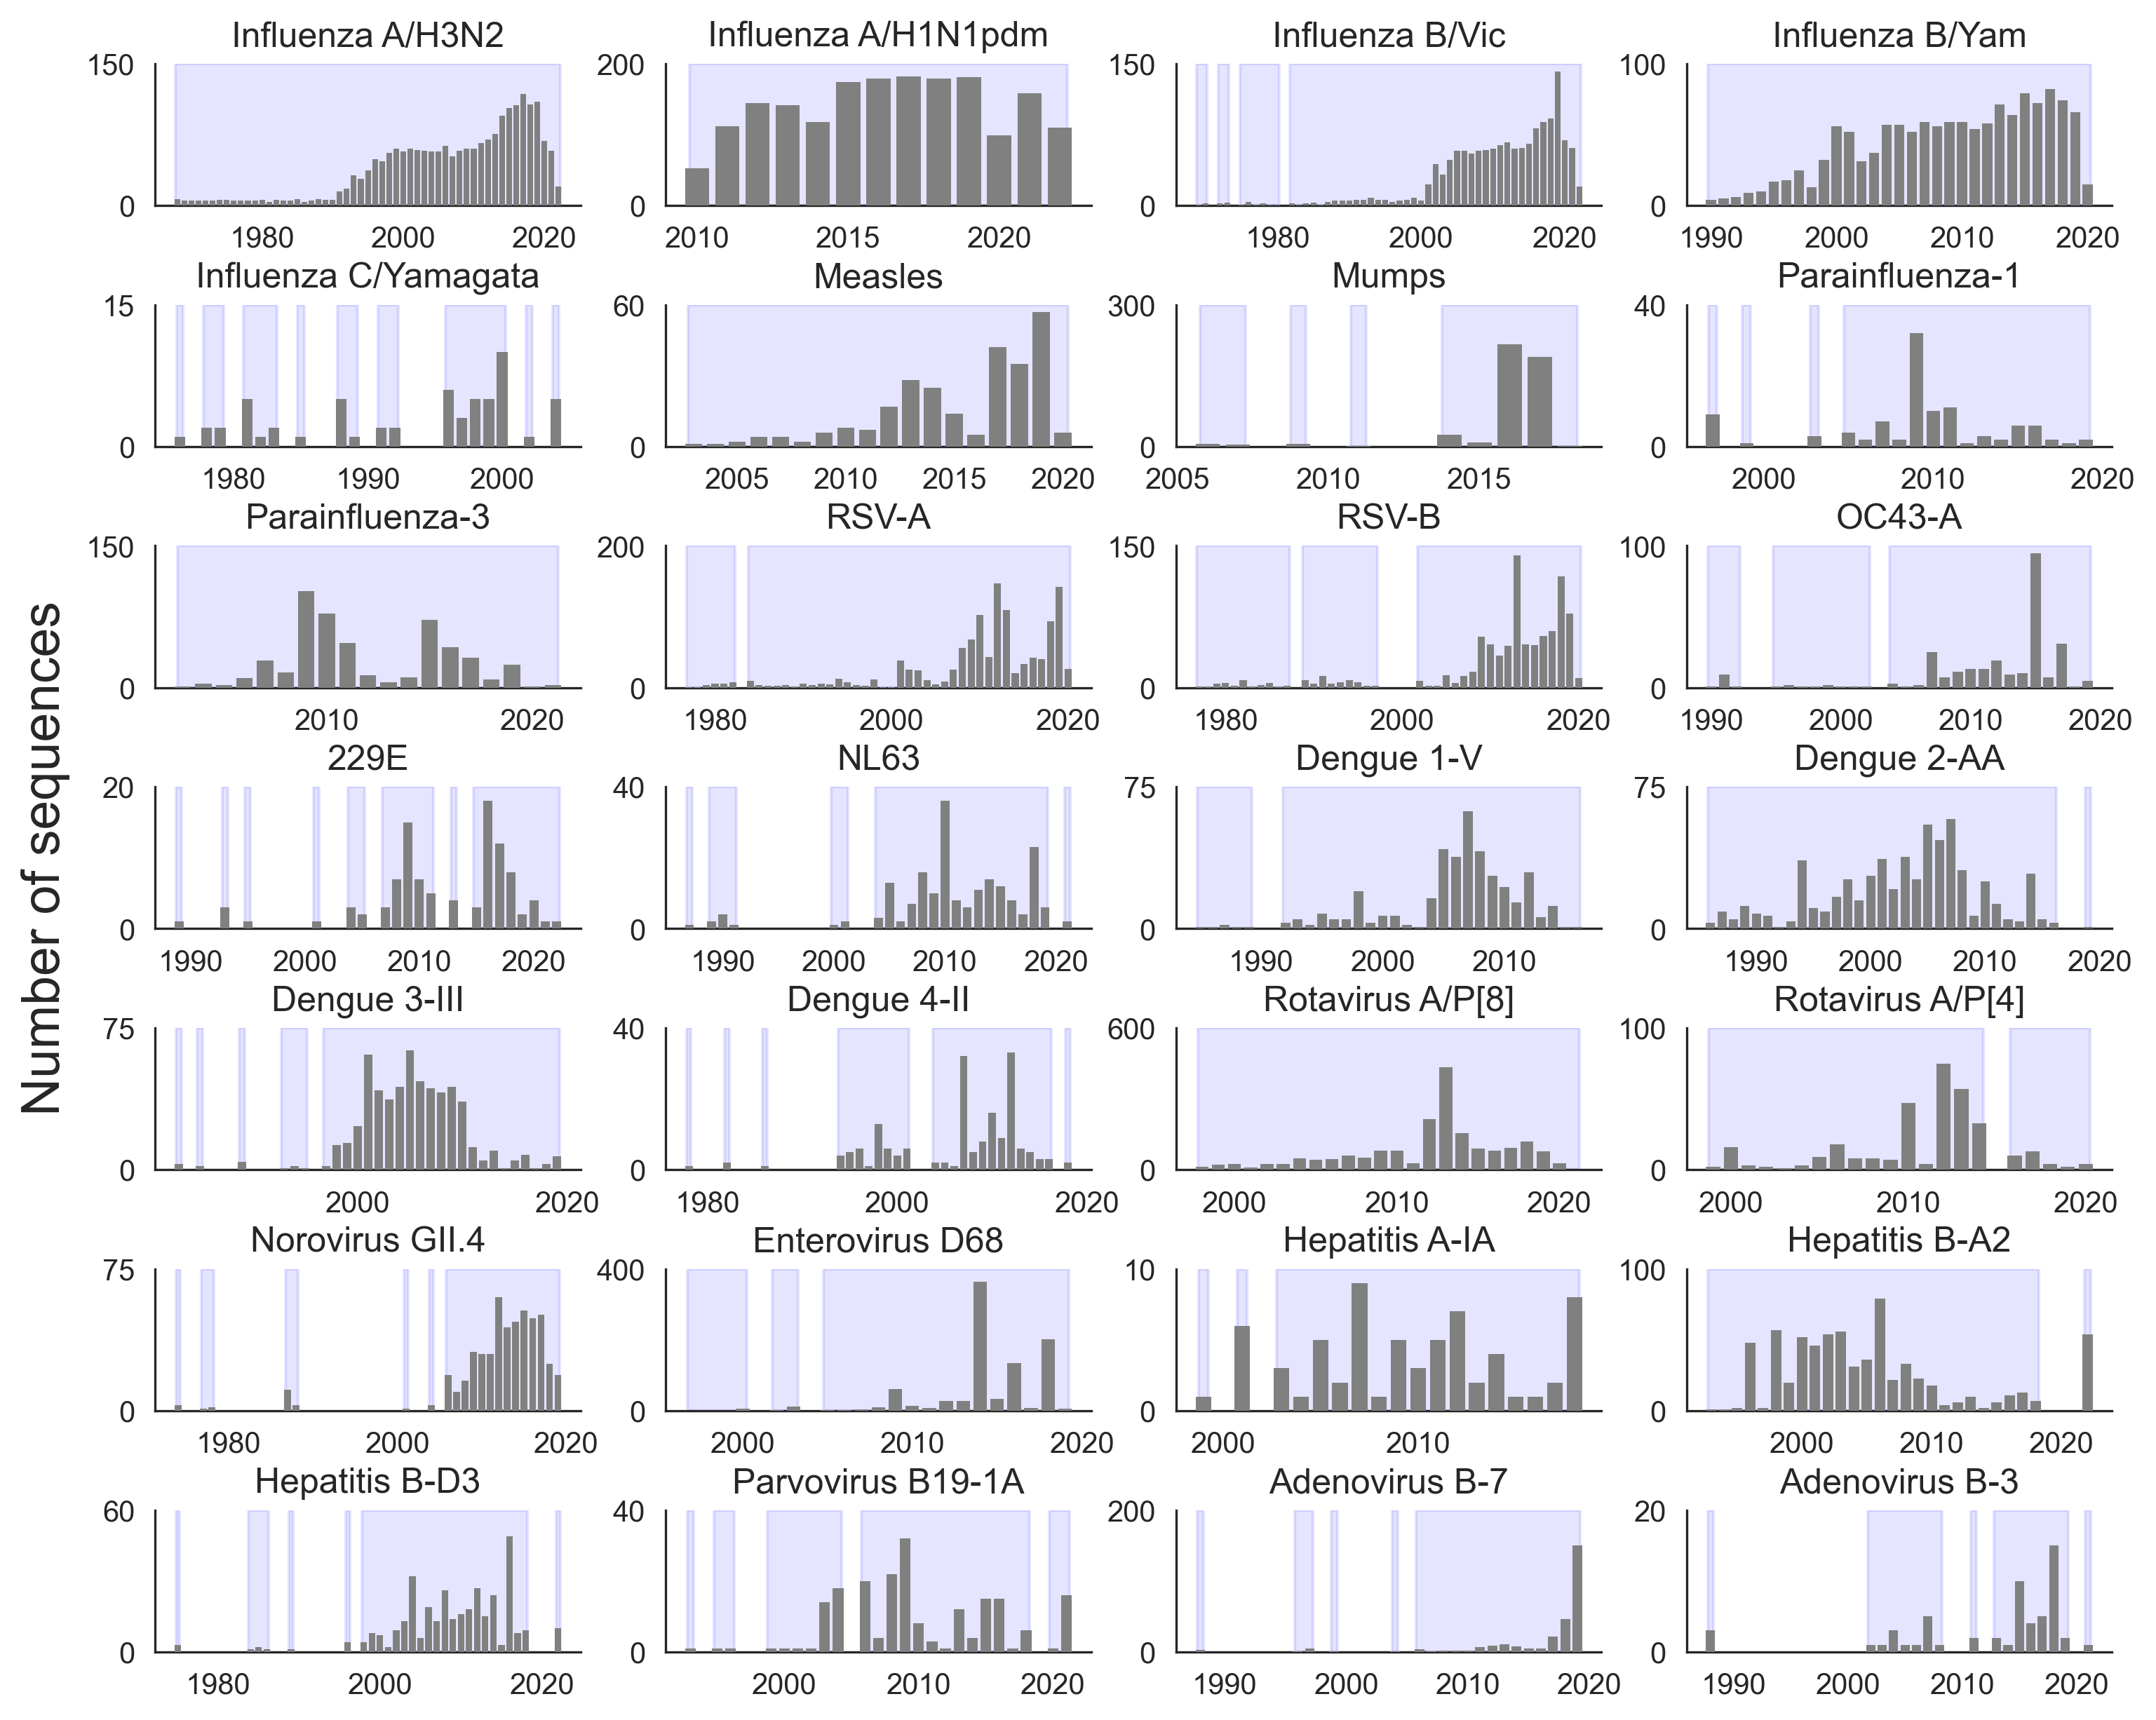 Influenza A/H3N2 Influenza A/H1N1pdm Influenza B/Vic Influenza B/Yam
150 200 150 100
0 0 0 0
1980 2000 2020 2010 2015 2020 1980 2000 2020 1990 2000 2010 2020
Influenza C/Yamagata Measles Mumps Parainfluenza-1
15 60 300 40
0 0 0 0
1980 1990 2000 2005 2010 2015 2020 2005 2010 2015 2000 2010 2020
Parainfluenza-3 RSV-A RSV-B OC43-A
150 200 150 100
0 0 0 0
2010 2020 1980 2000 2020 1980 2000 2020 1990 2000 2010 2020
Number of sequences
229E NL63 Dengue 1-V Dengue 2-AA
20 40 75 75
0 0 0 0
1990 2000 2010 2020 1990 2000 2010 2020 1990 2000 2010 1990 2000 2010 2020
Dengue 3-III Dengue 4-II Rotavirus A/P[8] Rotavirus A/P[4]
75 40 600 100
0 0 0 0
2000 2020 1980 2000 2020 2000 2010 2020 2000 2010 2020
Norovirus GII.4 Enterovirus D68 Hepatitis A-IA Hepatitis B-A2
75 400 10 100
0 0 0 0
1980 2000 2020 2000 2010 2020 2000 2010 2000 2010 2020
Hepatitis B-D3 Parvovirus B19-1A Adenovirus B-7 Adenovirus B-3
60 40 200 20
0 0 0 0
1980 2000 2020 2000 2010 2020 1990 2000 2010 2020 1990 2000 2010 2020